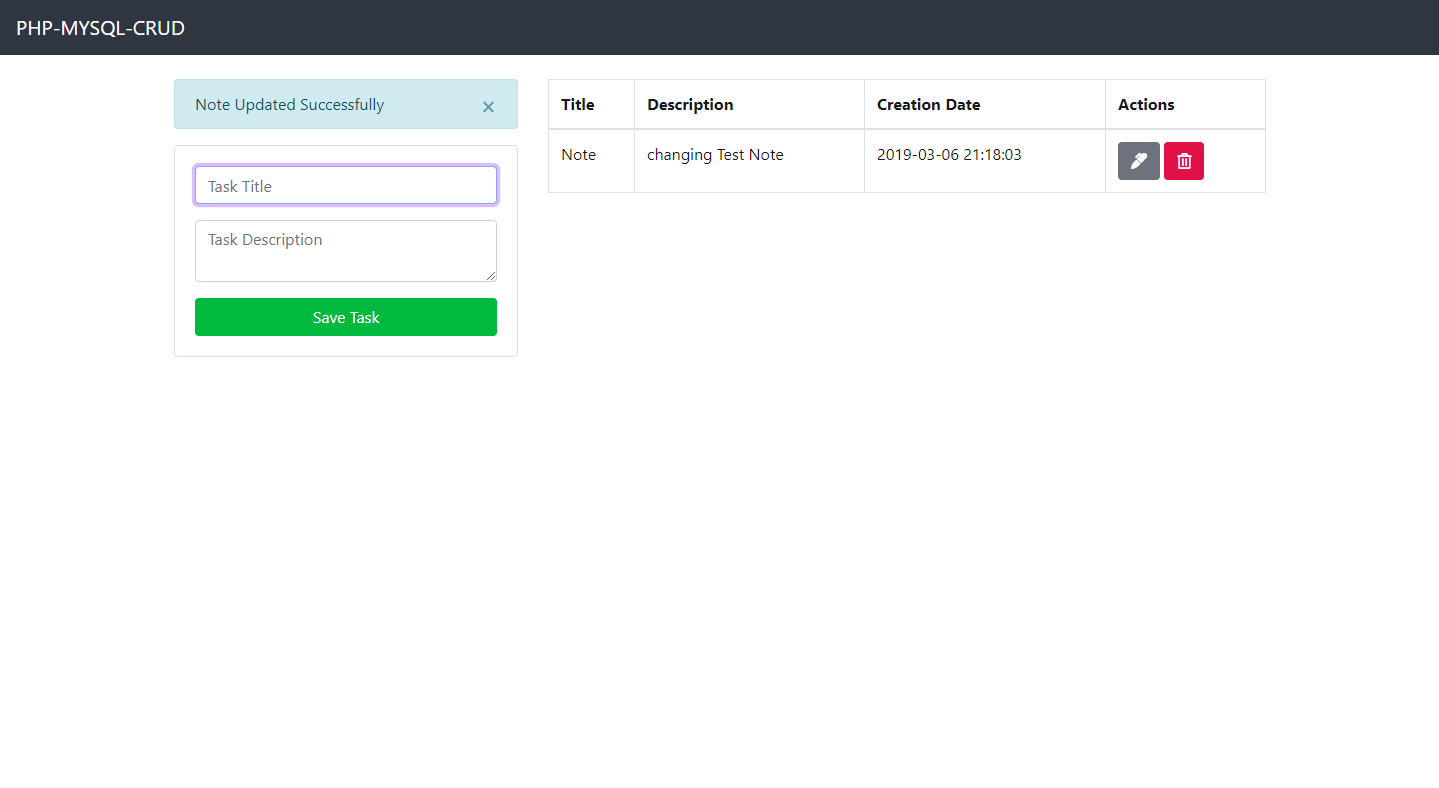 PHP-MYSQL-CRUD
Note Updated Successfully ×
Task Title
Task Description
Save Task
Title Description Creation Date Actions
Note changing Test Note 2019-03-06 21:18:03